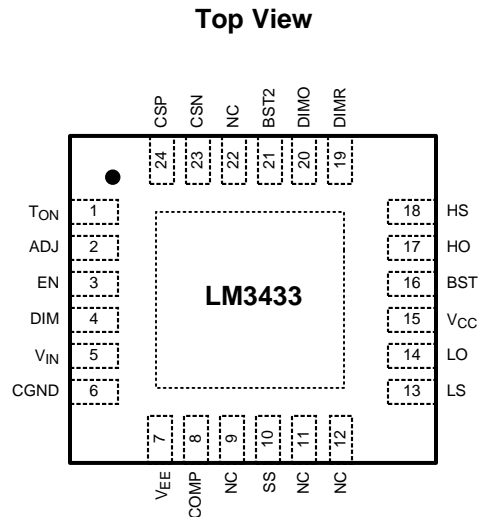 Top View
CSP
CSN
NC
BST2
DIMO
DIMR
24
23
22
21
20
19
TON 1
ADJ 2
EN 3
DIM 4
VIN 5
CGND 6
LM3433
18 HS
17 HO
16 BST
15 VCC
14 LO
13 LS
7
8
9
10
11
12
VEE
COMP
NC
SS
NC
NC